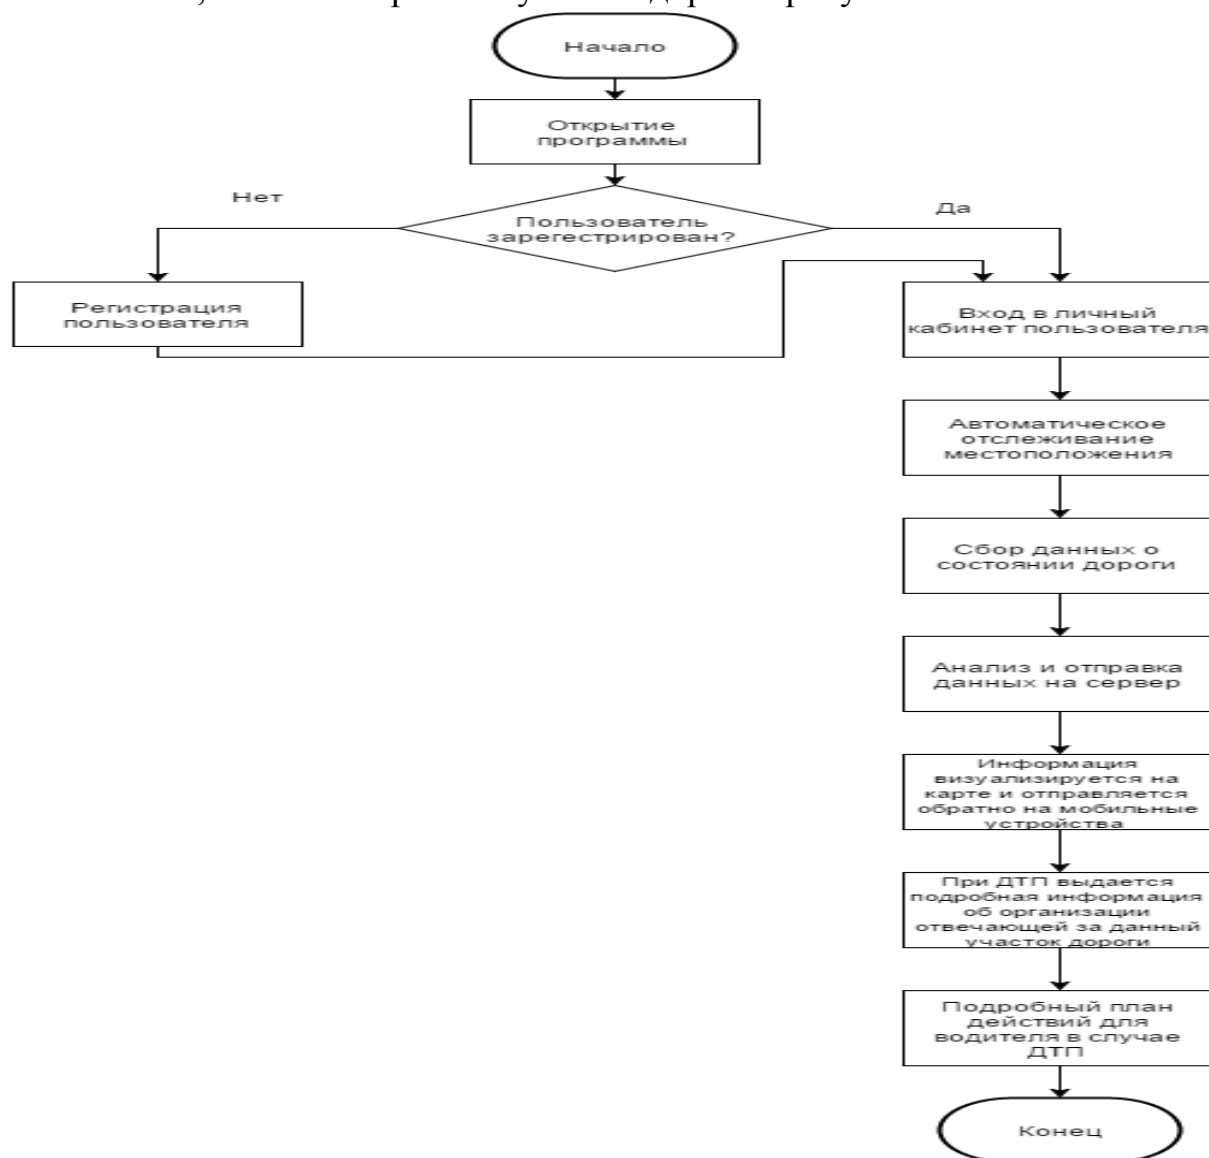 Начало
Открытие
программы
Пользователь
зарегестрирован?
Нет
Да
Регистрация
пользователя
Вход в личный
кабинет пользователя
Автоматическое
отслеживание
местоположения
Сбор данных о
состоянии дороги
Анализ и отправка
данных на сервер
Информация
визуализируется на
карте и отправляется
обратно на мобильные
устройства
При ДТП выдается
подробная информация
об организации
отвечающей за данный
участок дороги
Подробный план
действий для
водителя в случае
ДТП
Конец